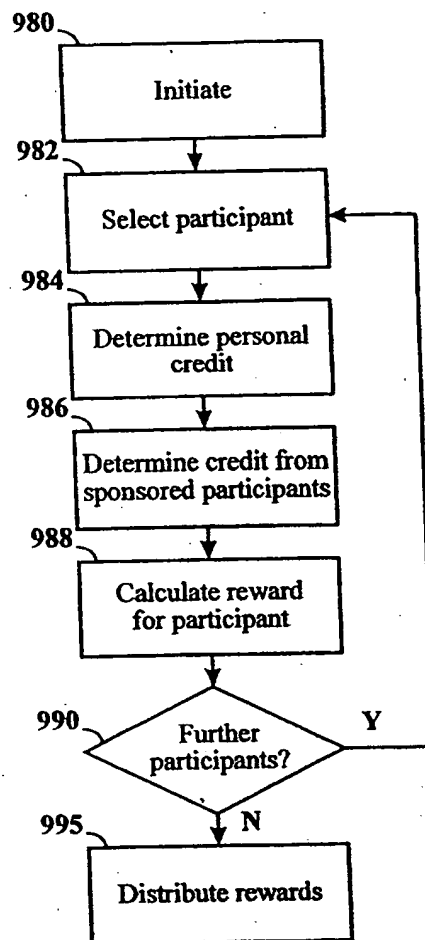 980
Initiate
982
Select participant
984
Determine personal
credit
986
Determine credit from
sponsored participants
988
Calculate reward
for participant
990
Further
participants?
Y
N
995
Distribute rewards